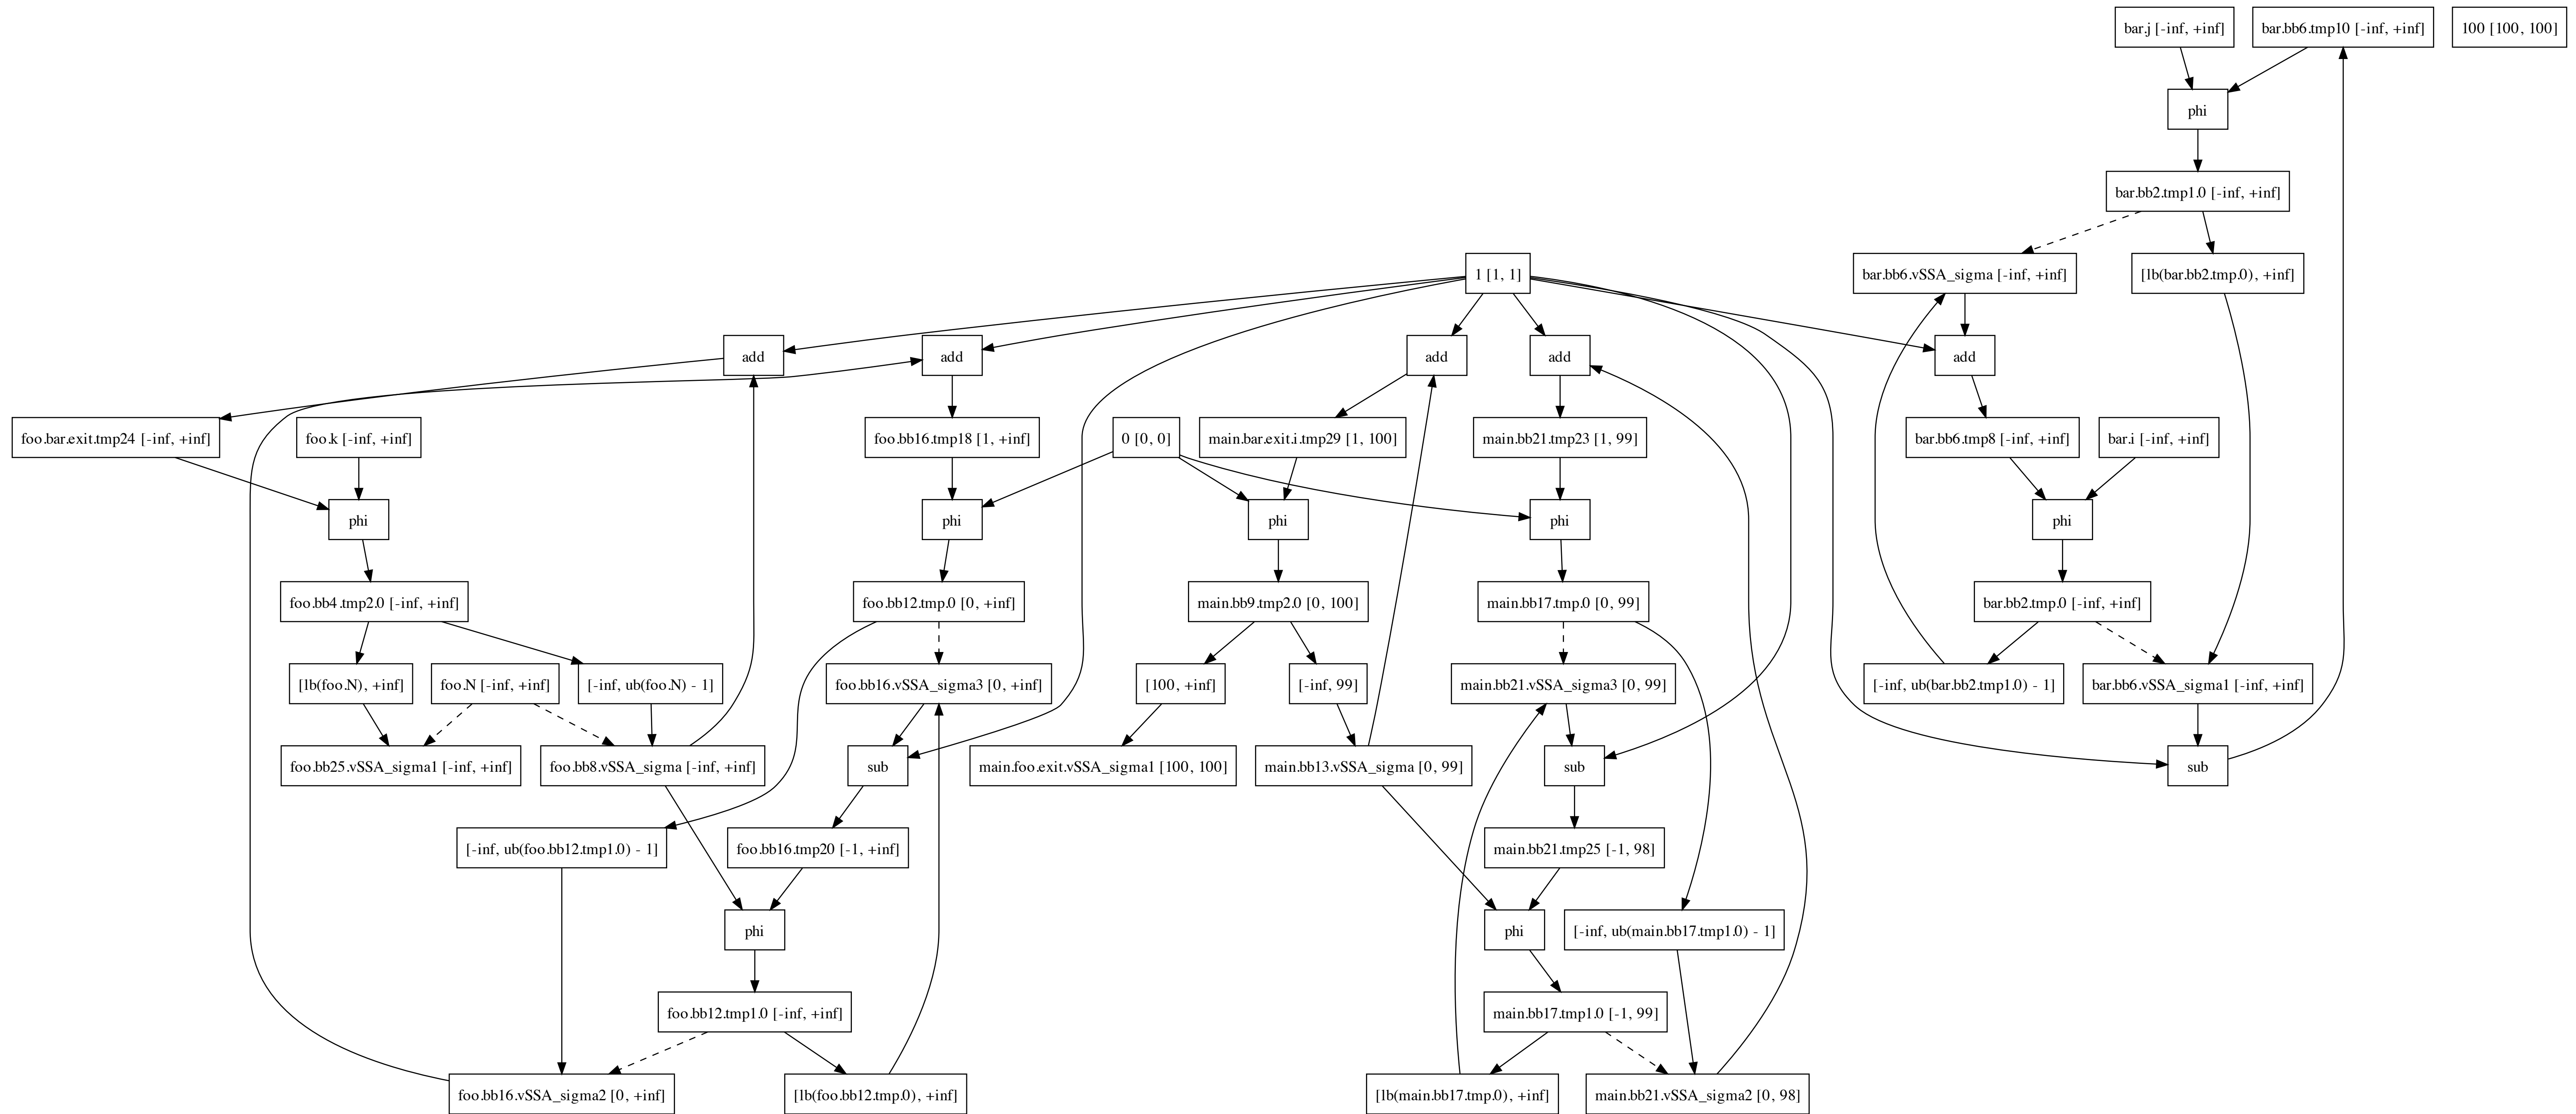 bar.j [-inf, +inf]
bar.bb6.tmp10 [-inf, +inf]
100 [100, 100]
phi
bar.bb2.tmp1.0 [-inf, +inf]
1 [1, 1]
bar.bb6.vSSA_sigma [-inf, +inf]
[lb(bar.bb2.tmp.0), +inf]
add
add
add
add
add
foo.bar.exit.tmp24 [-inf, +inf]
foo.k [-inf, +inf]
foo.bb16.tmp18 [1, +inf]
0 [0, 0]
main.bar.exit.i.tmp29 [1, 100]
main.bb21.tmp23 [1, 99]
bar.bb6.tmp8 [-inf, +inf]
bar.i [-inf, +inf]
phi
phi
phi
phi
phi
foo.bb4.tmp2.0 [-inf, +inf]
foo.bb12.tmp.0 [0, +inf]
main.bb9.tmp2.0 [0, 100]
main.bb17.tmp.0 [0, 99]
bar.bb2.tmp.0 [-inf, +inf]
[lb(foo.N), +inf]
foo.N [-inf, +inf]
[-inf, ub(foo.N) - 1]
foo.bb16.vSSA_sigma3 [0, +inf]
[100, +inf]
[-inf, 99]
main.bb21.vSSA_sigma3 [0, 99]
[-inf, ub(bar.bb2.tmp1.0) - 1]
bar.bb6.vSSA_sigma1 [-inf, +inf]
foo.bb25.vSSA_sigma1 [-inf, +inf]
foo.bb8.vSSA_sigma [-inf, +inf]
sub
main.foo.exit.vSSA_sigma1 [100, 100]
main.bb13.vSSA_sigma [0, 99]
sub
sub
[-inf, ub(foo.bb12.tmp1.0) - 1]
foo.bb16.tmp20 [-1, +inf]
main.bb21.tmp25 [-1, 98]
phi
phi
[-inf, ub(main.bb17.tmp1.0) - 1]
foo.bb12.tmp1.0 [-inf, +inf]
main.bb17.tmp1.0 [-1, 99]
foo.bb16.vSSA_sigma2 [0, +inf]
[lb(foo.bb12.tmp.0), +inf]
[lb(main.bb17.tmp.0), +inf]
main.bb21.vSSA_sigma2 [0, 98]